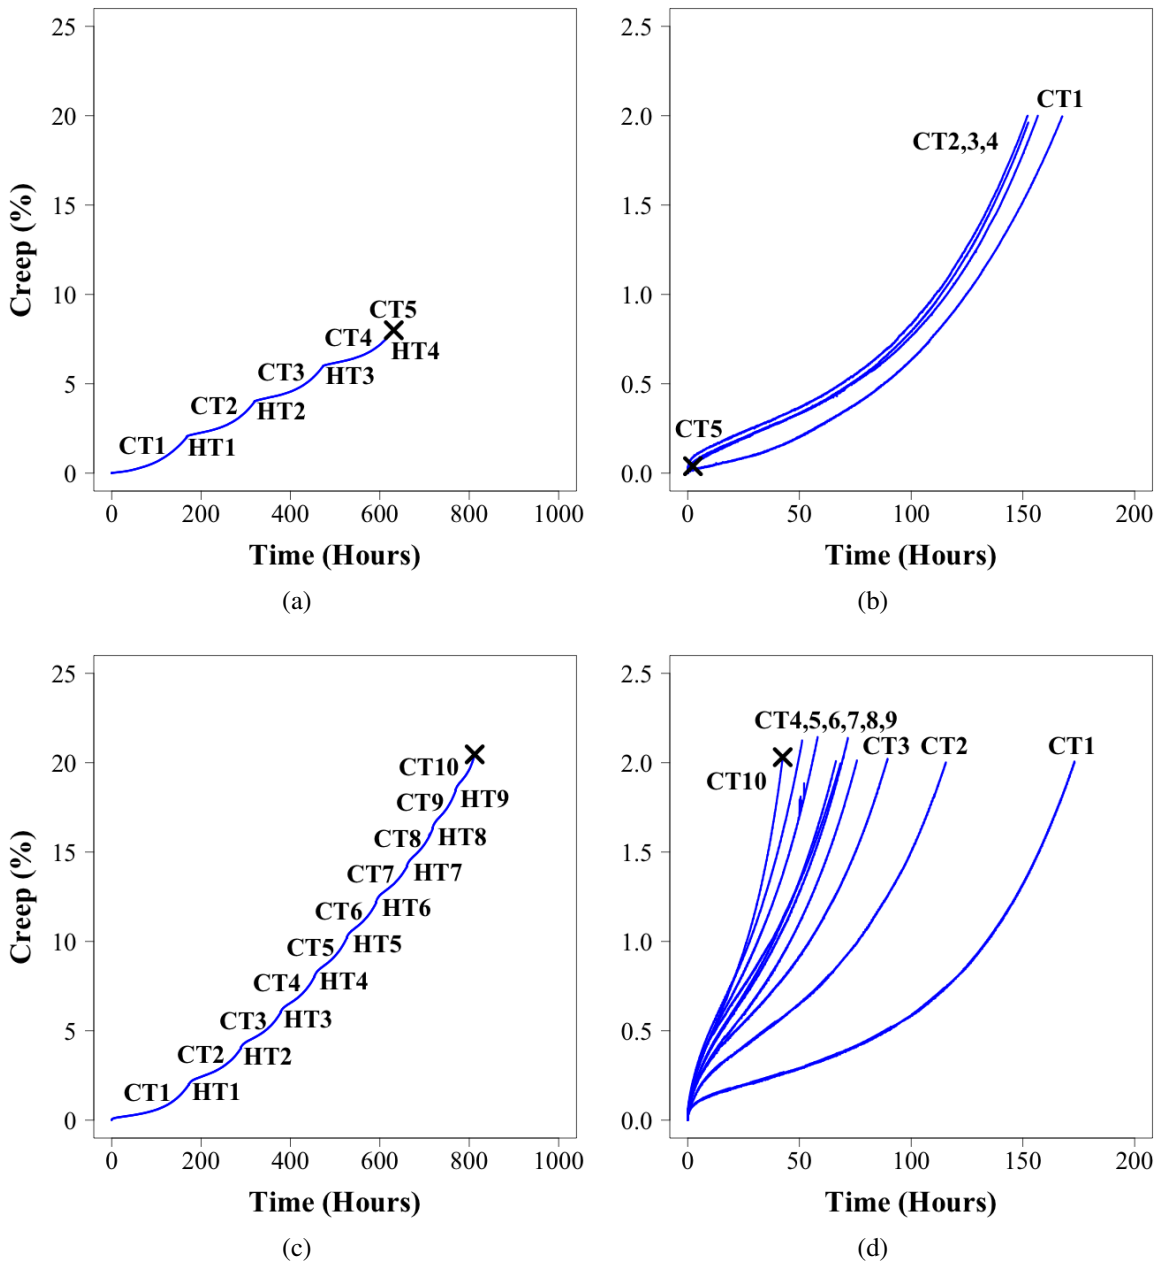 25
20
15
10
5
0
Creep (%)
CT5
CT4
HT4
CT3
HT3
CT2
HT2
CT1
HT1
0 200 400 600 800 1000
Time (Hours)
(a)
2.5
2.0
1.5
1.0
0.5
0.0
CT1
CT2,3,4
CT5
0 50 100 150 200
Time (Hours)
(b)
25
20
15
10
5
0
Creep (%)
CT10
HT9
CT9
HT8
CT8
HT7
CT7
HT6
CT6
HT5
CT5
HT4
CT4
HT3
CT3
HT2
CT2
HT1
CT1
0 200 400 600 800 1000
Time (Hours)
(c)
2.5
2.0
1.5
1.0
0.5
0.0
CT4,5,6,7,8,9
CT3 CT2 CT1
CT10
0 50 100 150 200
Time (Hours)
(d)